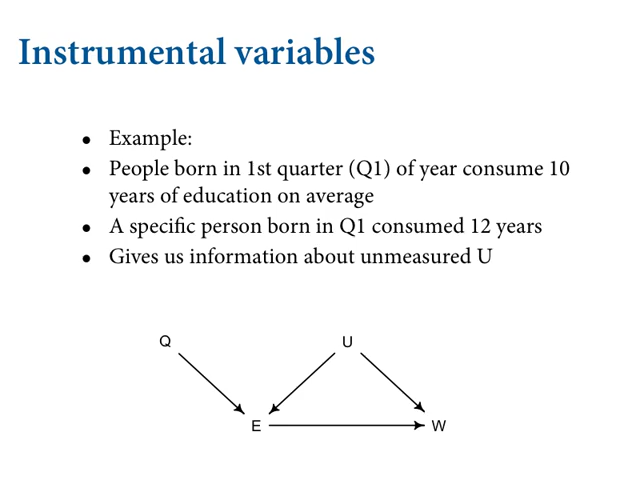 Instrumental variables
• Example:
• People born in 1st quarter (Q1) of year consume 10
years of education on average
• A specific person born in Q1 consumed 12 years
• Gives us information about unmeasured U
Q U
E W